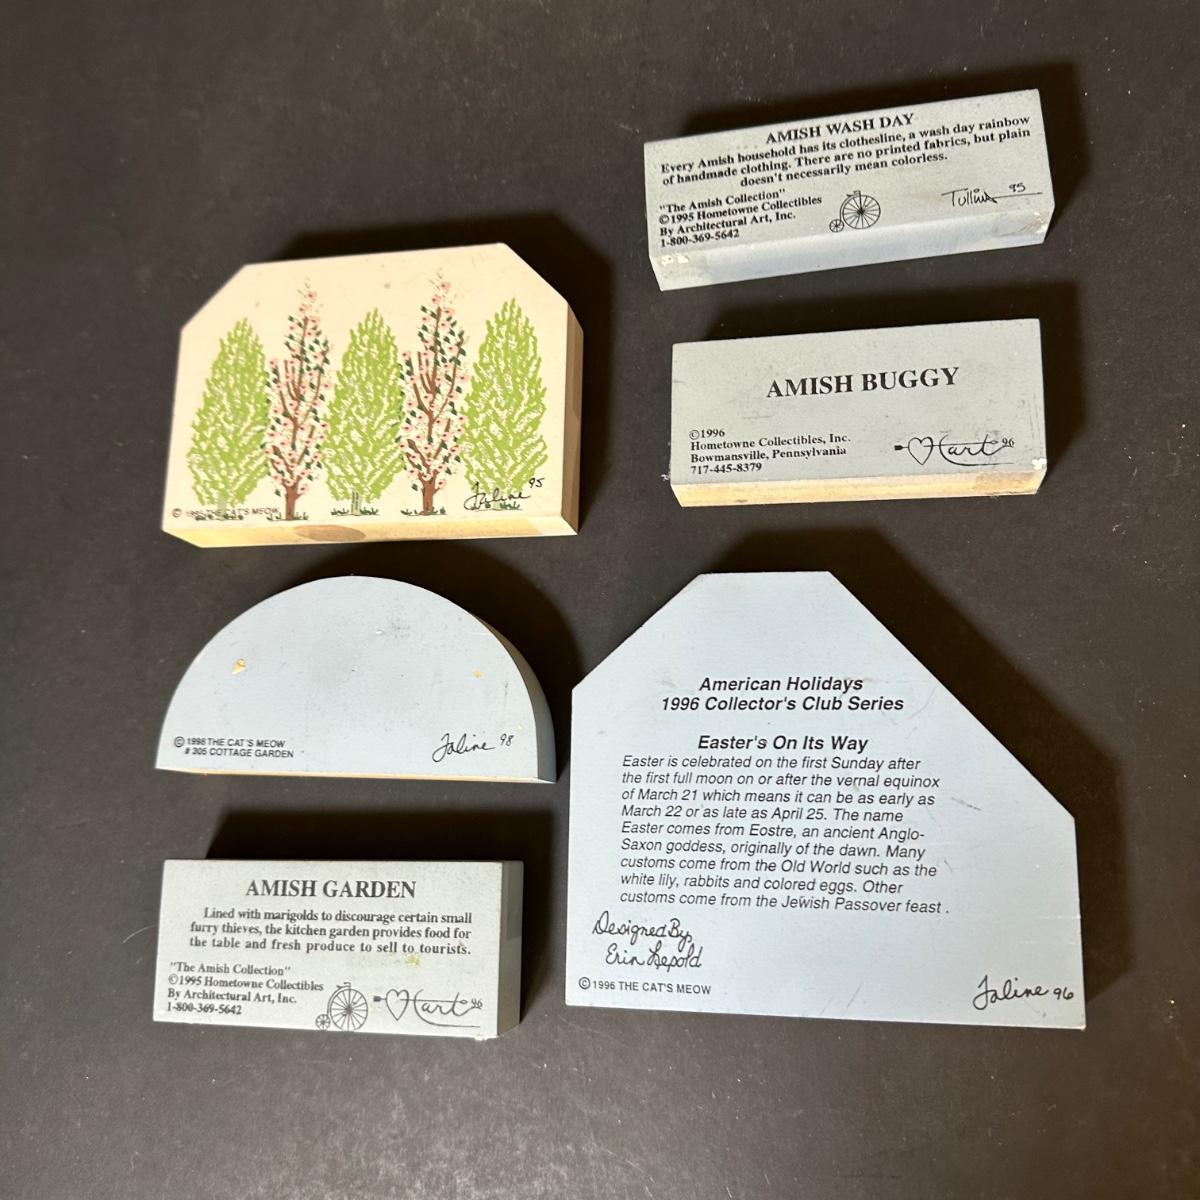 AMISH WASH DAY
Every Amish household has its clothesline, a wash day rainbow
of handmade clothing. There are no printed fabrics, but plain
doesn't necessarily mean colorless.
"The Amish Collection"
©1995 Hometowne Collectibles
By Architectural Art, Inc.
1-800-369-5642
95
AMISH BUGGY
©1996
Hometowne Collectibles, Inc.
Bowmansville, Pennsylvania
717-445-8379
Hart 96
© 1995 THE CAT'S MEOW
Faline 95
© 1998 THE CAT'S MEOW
# 305 COTTAGE GARDEN
Faline 98
American Holidays
1996 Collector's Club Series
Easter's On Its Way
Easter is celebrated on the first Sunday after
the first full moon on or after the vernal equinox
of March 21 which means it can be as early as
March 22 or as late as April 25. The name
Easter comes from Eostre, an ancient Anglo-
Saxon goddess, originally of the dawn. Many
customs come from the Old World such as the
white lily, rabbits and colored eggs. Other
customs come from the Jewish Passover feast .
Designed By,
Erin Lepold
© 1996 THE CAT'S MEOW
Faline 96
AMISH GARDEN
Lined with marigolds to discourage certain small
furry thieves, the kitchen garden provides food for
the table and fresh produce to sell to tourists.
"The Amish Collection"
©1995 Hometowne Collectibles
By Architectural Art, Inc.
1-800-369-5642
Hart 96